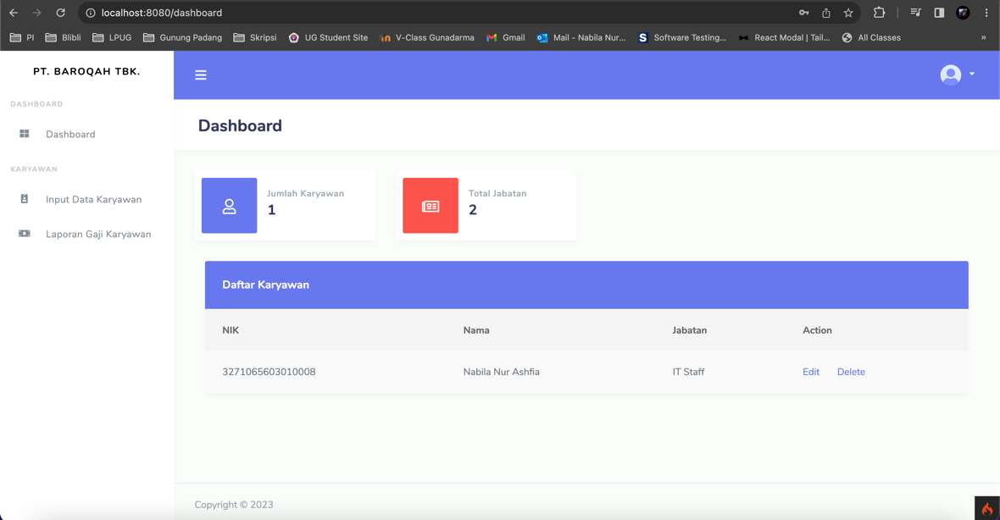 localhost:8080/dashboard
PI Blibli LPUG Gunung Padang Skripsi UG Student Site V-Class Gunadarma Gmail Mail - Nabila Nur... Software Testing,... React Modal | Tail... All Classes »
PT. BAROQAH TBK.
DASHBOARD
Dashboard
KARYAWAN
Input Data Karyawan
Laporan Gaji Karyawan
Dashboard
Jumlah Karyawan
1
Total Jabatan
2
Daftar Karyawan
NIK Nama Jabatan Action
3271065603010008 Nabila Nur Ashfia IT Staff Edit Delete
Copyright © 2023